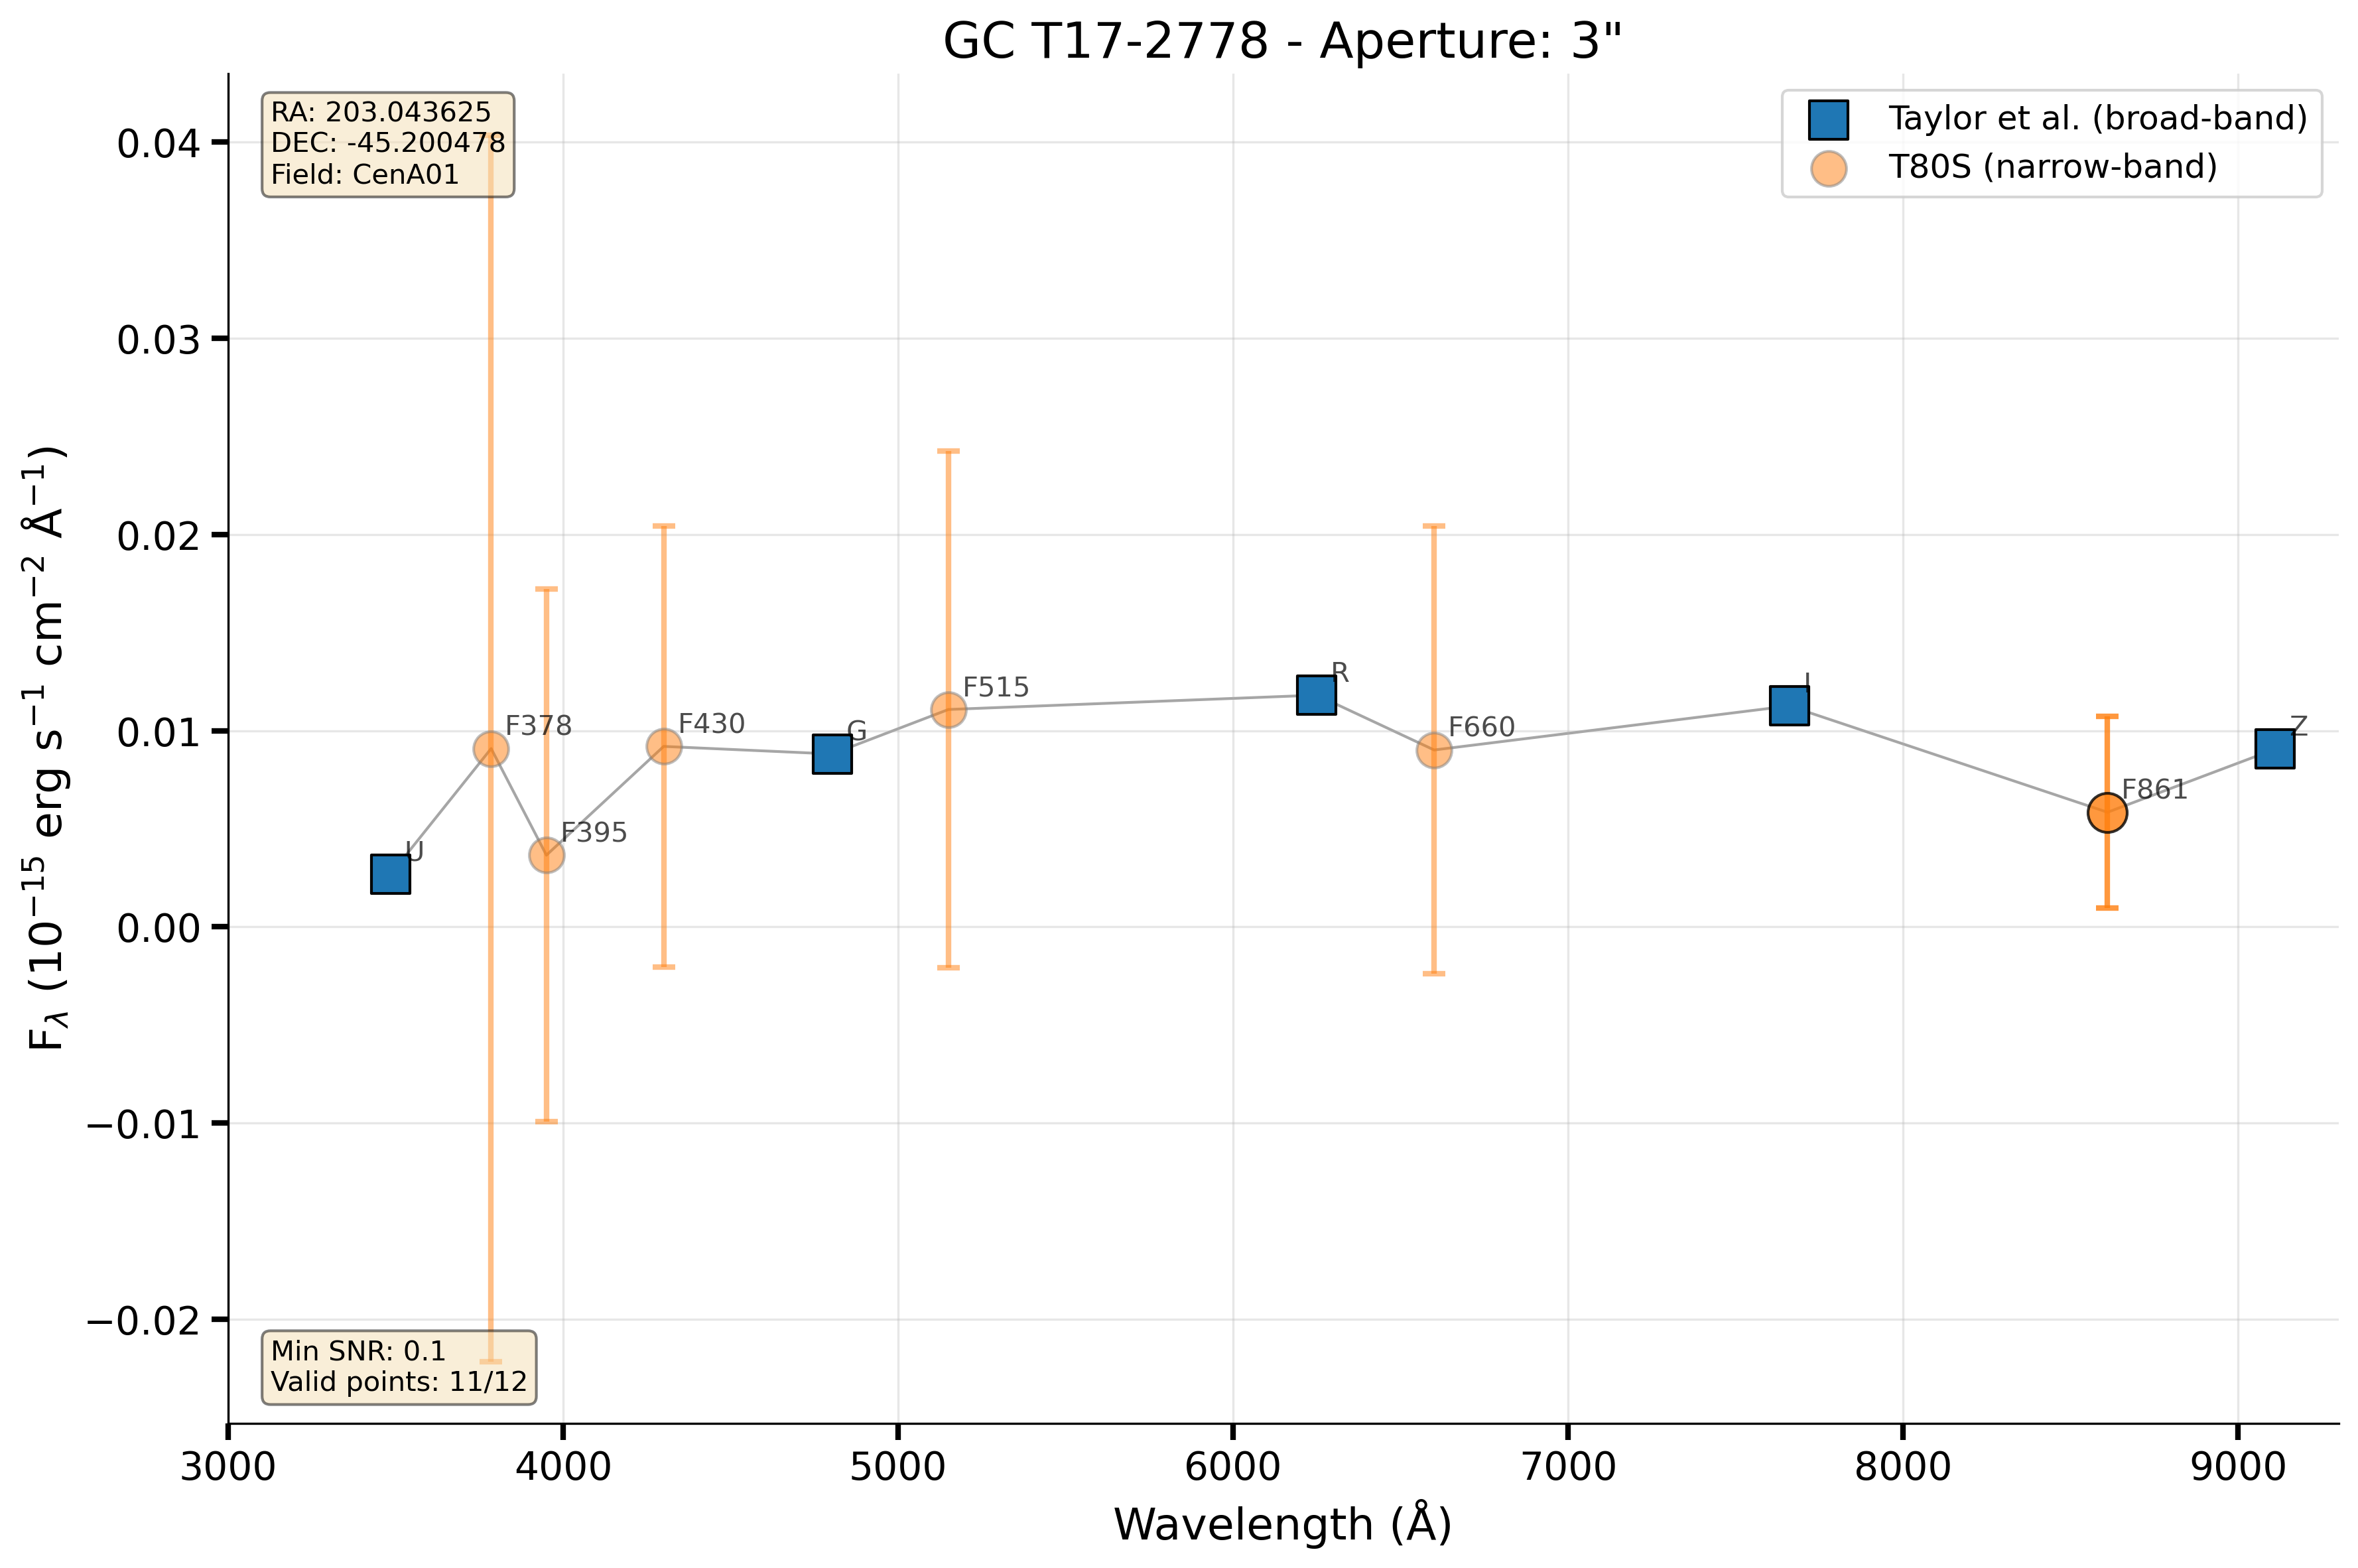 GC T17-2778 - Aperture: 3"
RA: 203.043625
DEC: -45.200478
Field: CenA01
Taylor et al. (broad-band)
T80S (narrow-band)
0.04
0.03
0.02
0.01
0.00
−0.01
−0.02
F_λ (10⁻¹⁵ erg s⁻¹ cm⁻² Å⁻¹)
U
F378
F395
F430
G
F515
R
F660
I
F861
Z
Min SNR: 0.1
Valid points: 11/12
3000 4000 5000 6000 7000 8000 9000
Wavelength (Å)